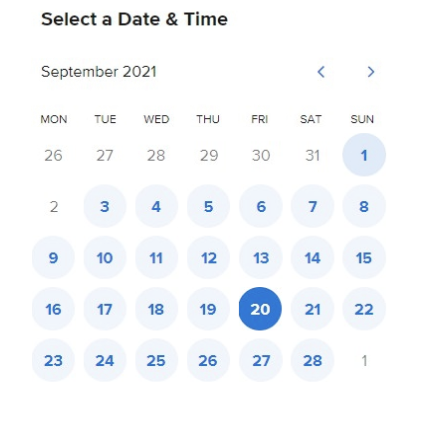 Select a Date & Time
September 2021
MON TUE WED THU FRI SAT SUN
26 27 28 29 30 31 1
2 3 4 5 6 7 8
9 10 11 12 13 14 15
16 17 18 19 20 21 22
23 24 25 26 27 28 1